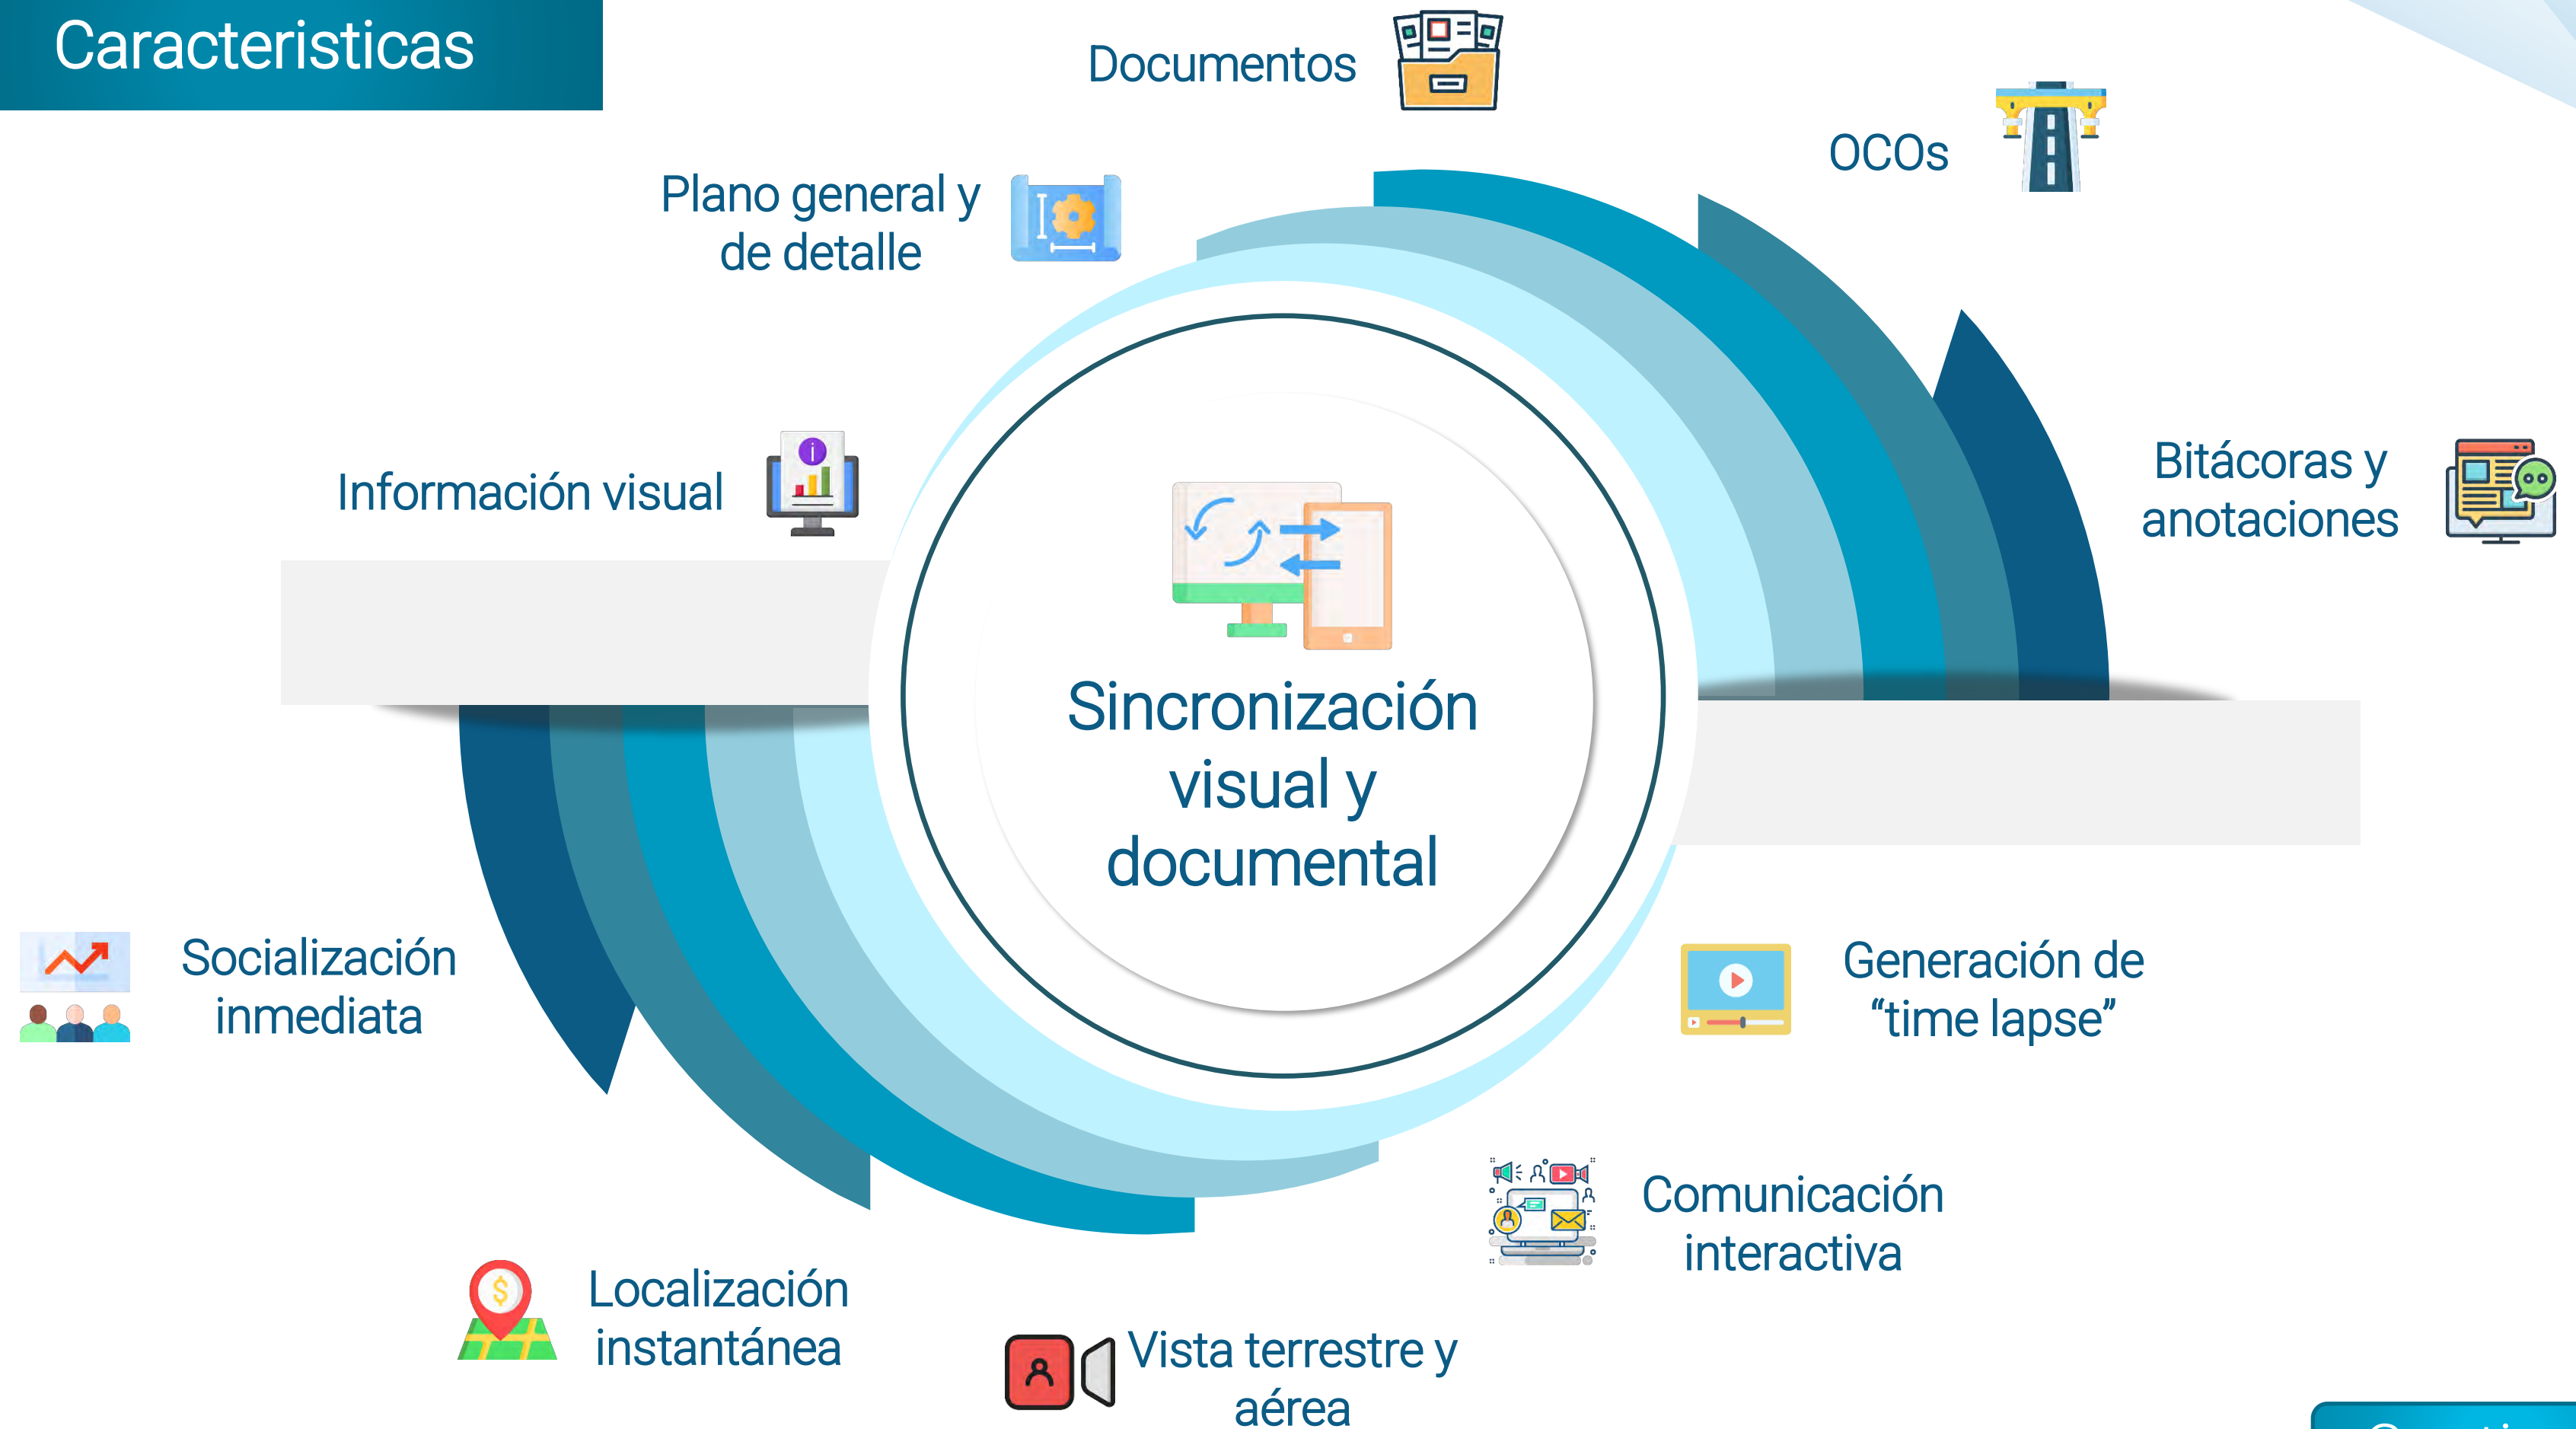 Caracteristicas
Documentos
OCOs
Plano general y
de detalle
Información visual
Bitácoras y
anotaciones
Sincronización
visual y
documental
Socialización
inmediata
Generación de
“time lapse”
Comunicación
interactiva
Localización
instantánea
Vista terrestre y
aérea